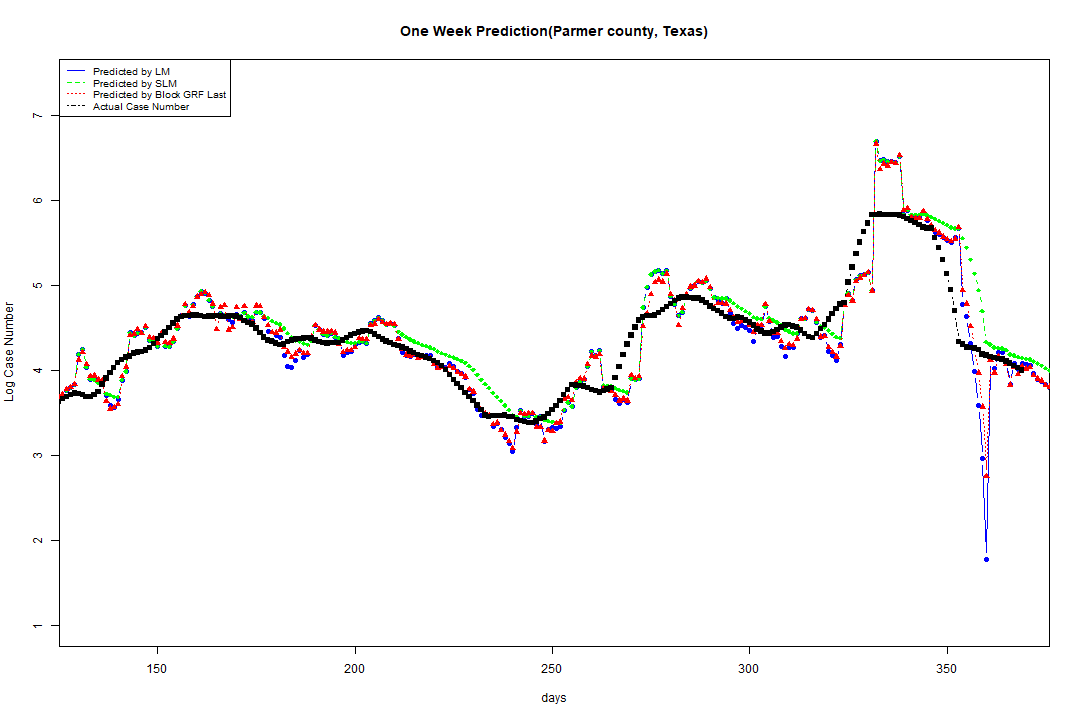 One Week Prediction(Parmer county, Texas)
Predicted by LM
Predicted by SLM
Predicted by Block GRF Last
Actual Case Number
Log Case Number
7
6
5
4
3
2
1
150 200 250 300 350
days